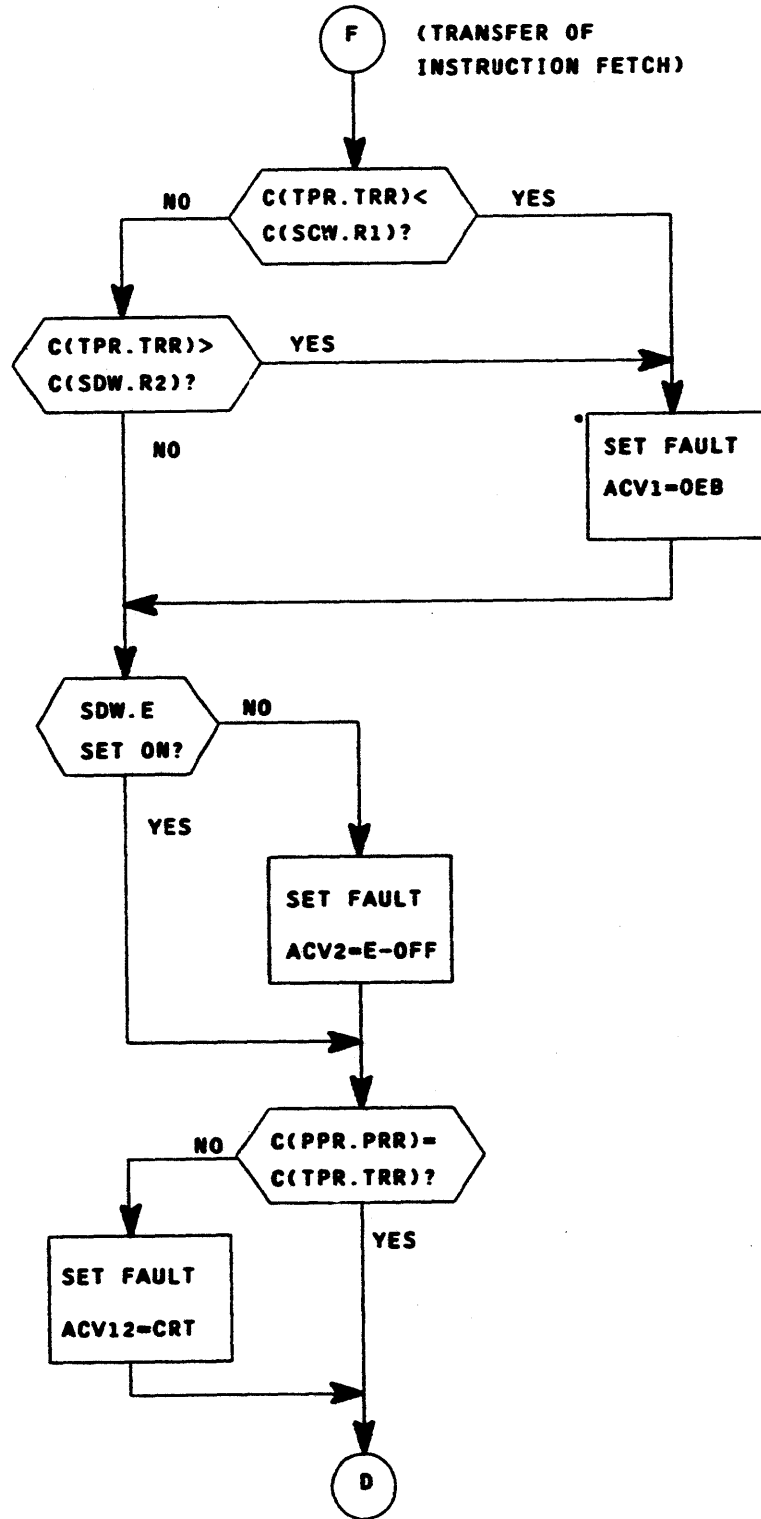 F
(TRANSFER OF
INSTRUCTION FETCH)
C(TPR.TRR)<
C(SCW.R1)?
NO
YES
C(TPR.TRR)>
C(SDW.R2)?
YES
NO
SET FAULT
ACV1=OEB
SDW.E
SET ON?
NO
YES
SET FAULT
ACV2=E-OFF
C(PPR.PRR)=
C(TPR.TRR)?
NO
YES
SET FAULT
ACV12=CRT
D